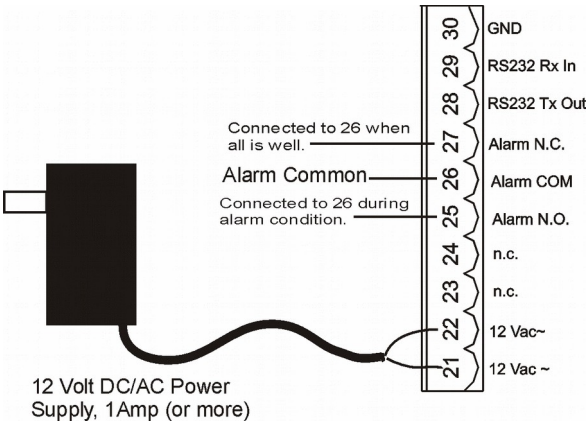 30 GND
29 RS232 Rx In
28 RS232 Tx Out
Connected to 26 when
all is well.
27 Alarm N.C.
Alarm Common
26 Alarm COM
Connected to 26 during
alarm condition.
25 Alarm N.O.
24 n.c.
23 n.c.
22 12 Vac~
21 12 Vac ~
12 Volt DC/AC Power
Supply, 1Amp (or more)